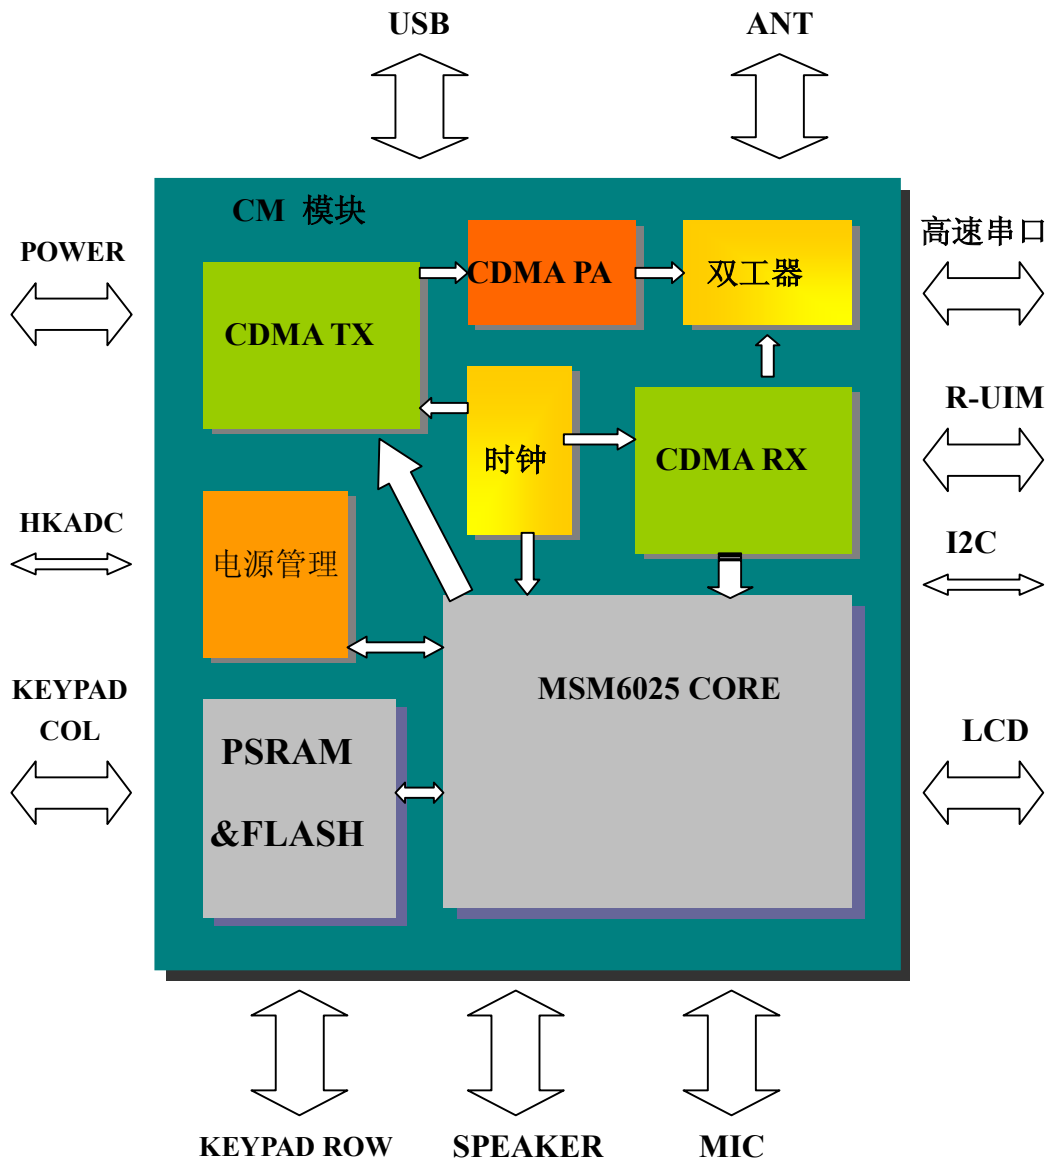 USB
ANT
CM 模块
POWER
高速串口
CDMA PA
双工器
CDMA TX
R-UIM
时钟
CDMA RX
HKADC
I2C
电源管理
KEYPAD
COL
MSM6025 CORE
LCD
PSRAM
&FLASH
KEYPAD ROW
SPEAKER
MIC